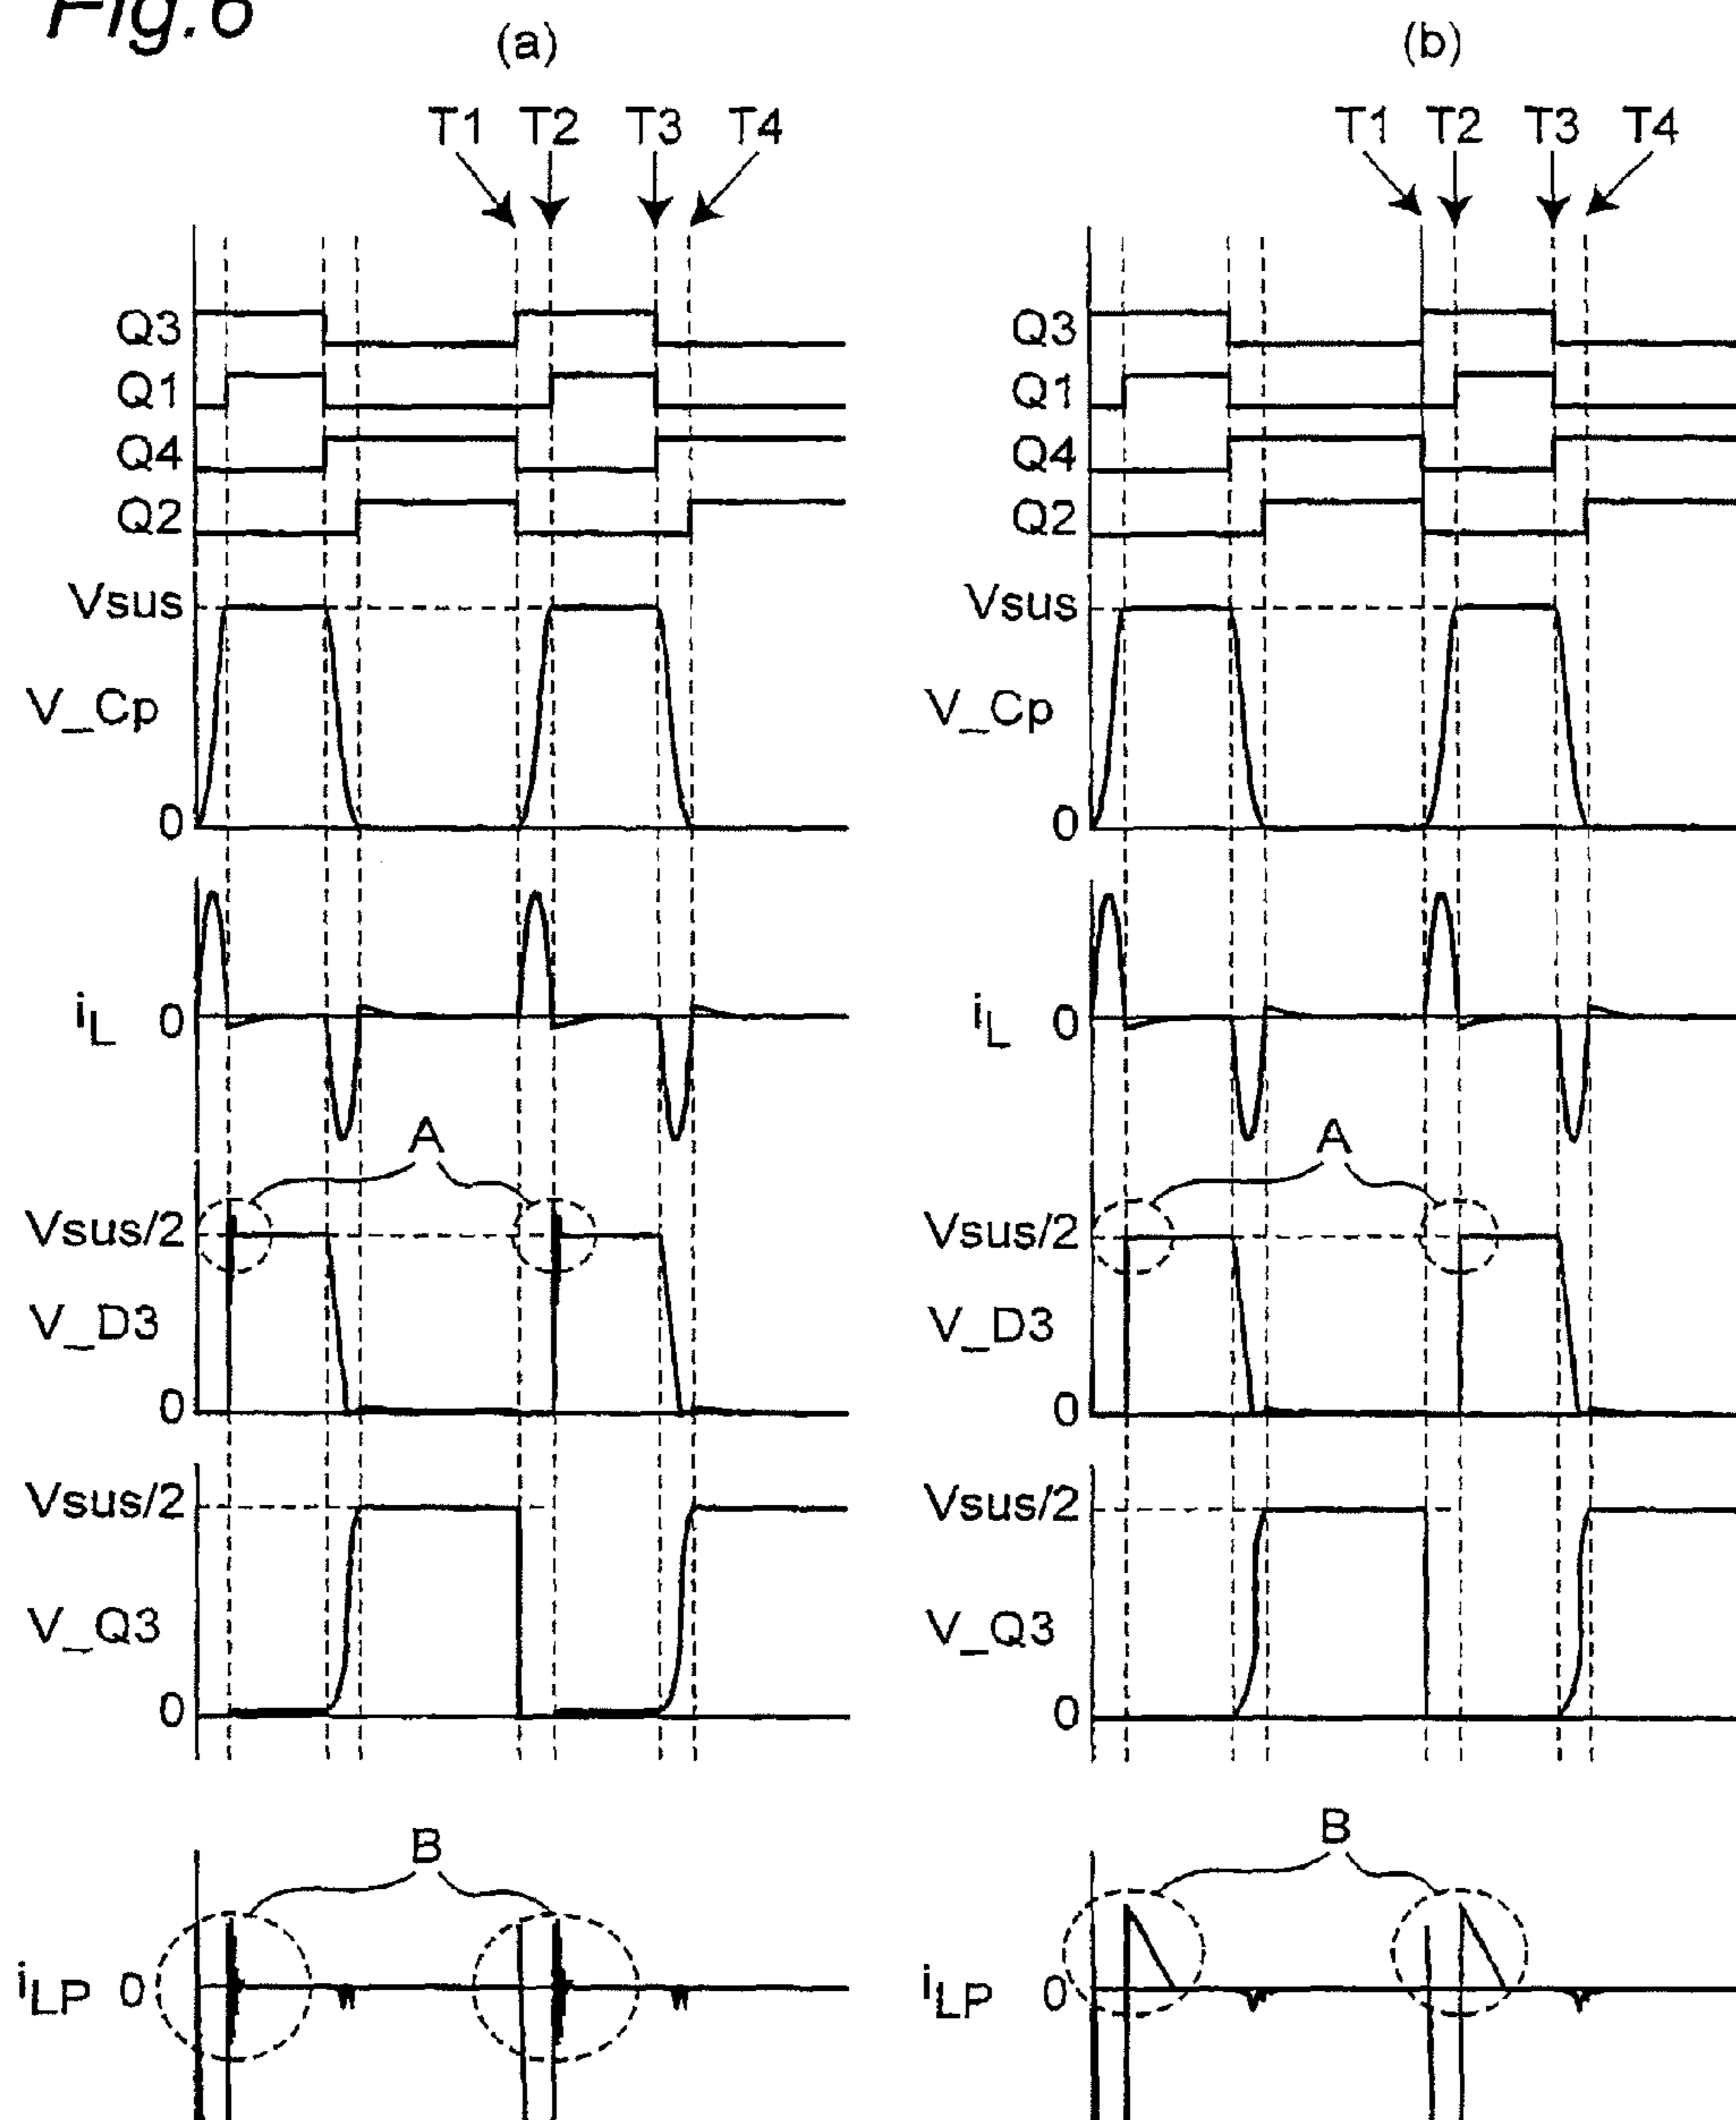 Fig.6
(a)
T1 T2 T3 T4
Q3
Q1
Q4
Q2
Vsus
V_Cp
0
iL 0
A
Vsus/2
V_D3
0
Vsus/2
V_Q3
0
B
iLP 0
(b)
T1 T2 T3 T4
Q3
Q1
Q4
Q2
Vsus
V_Cp
0
iL 0
A
Vsus/2
V_D3
0
Vsus/2
V_Q3
0
B
iLP 0